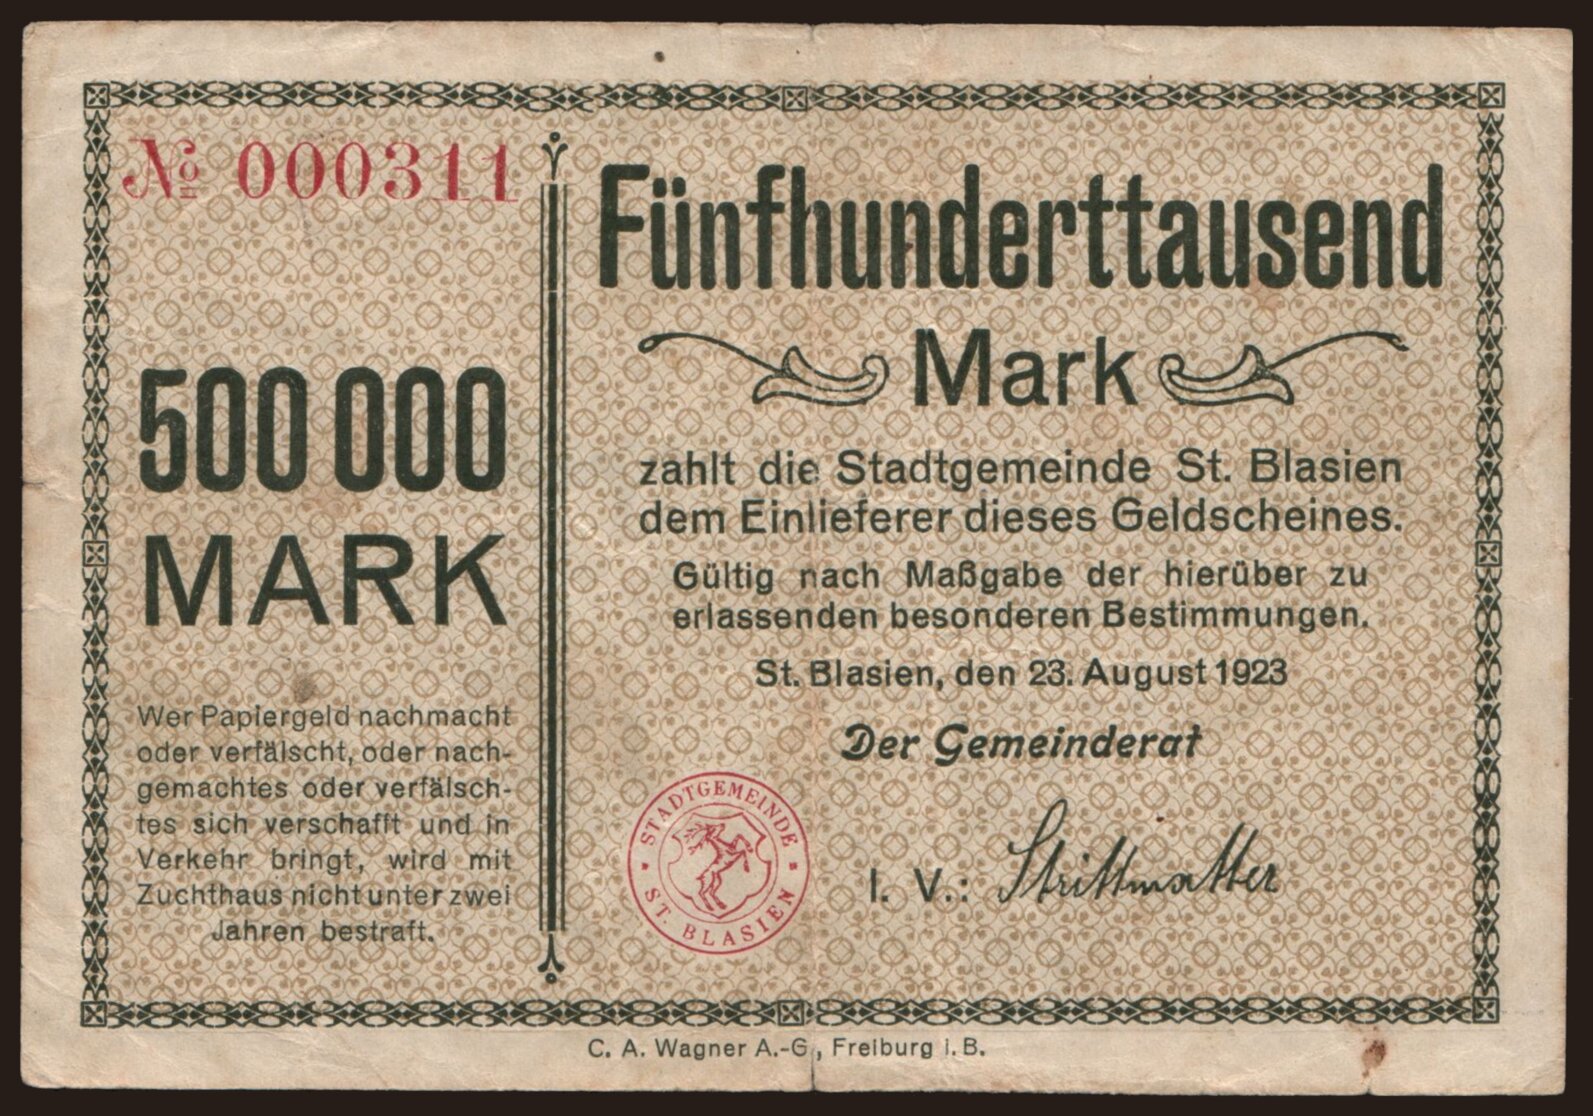 № 000311
500 000
MARK
Wer Papiergeld nachmacht
oder verfälscht, oder nach-
gemachtes oder verfälsch-
tes sich verschafft und in
Verkehr bringt, wird mit
Zuchthaus nicht unter zwei
Jahren bestraft.
Fünfhunderttausend
Mark
zahlt die Stadtgemeinde St. Blasien
dem Einlieferer dieses Geldscheines.
Gültig nach Maßgabe der hierüber zu
erlassenden besonderen Bestimmungen.
St. Blasien, den 23. August 1923
Der Gemeinderat
STADTGEMEINDE
ST. BLASIEN
I. V.: Strittmatter
C. A. Wagner A.-G., Freiburg i. B.